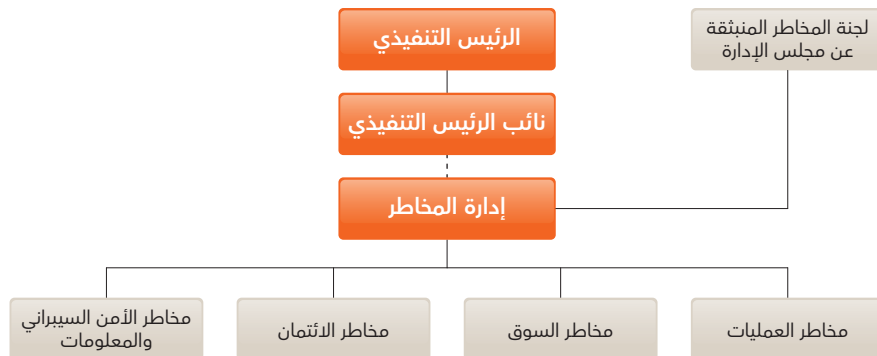 الرئيس التنفيذي
لجنة المخاطر المنبثقة
عن مجلس الإدارة
نائب الرئيس التنفيذي
إدارة المخاطر
مخاطر العمليات
مخاطر السوق
مخاطر الائتمان
مخاطر الأمن السيبراني
والمعلومات